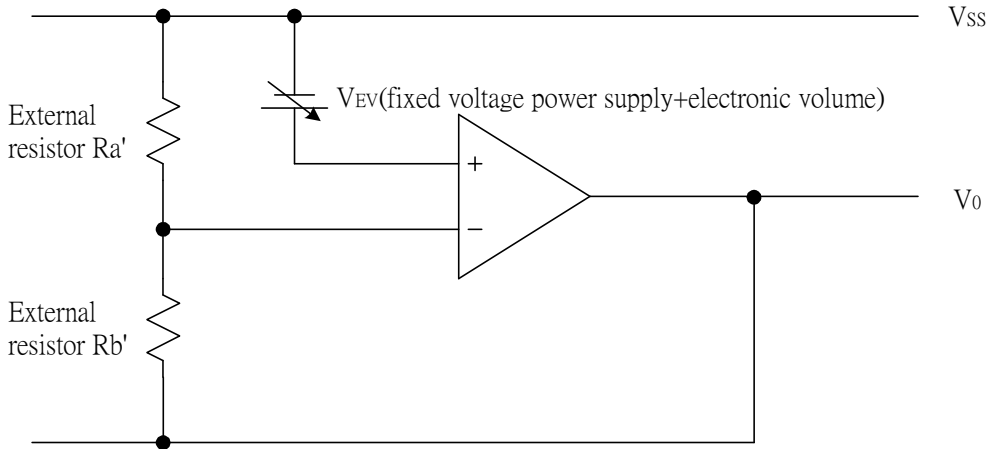 VSS
VEV(fixed voltage power supply+electronic volume)
External
resistor Ra'
+
V0
−
External
resistor Rb'